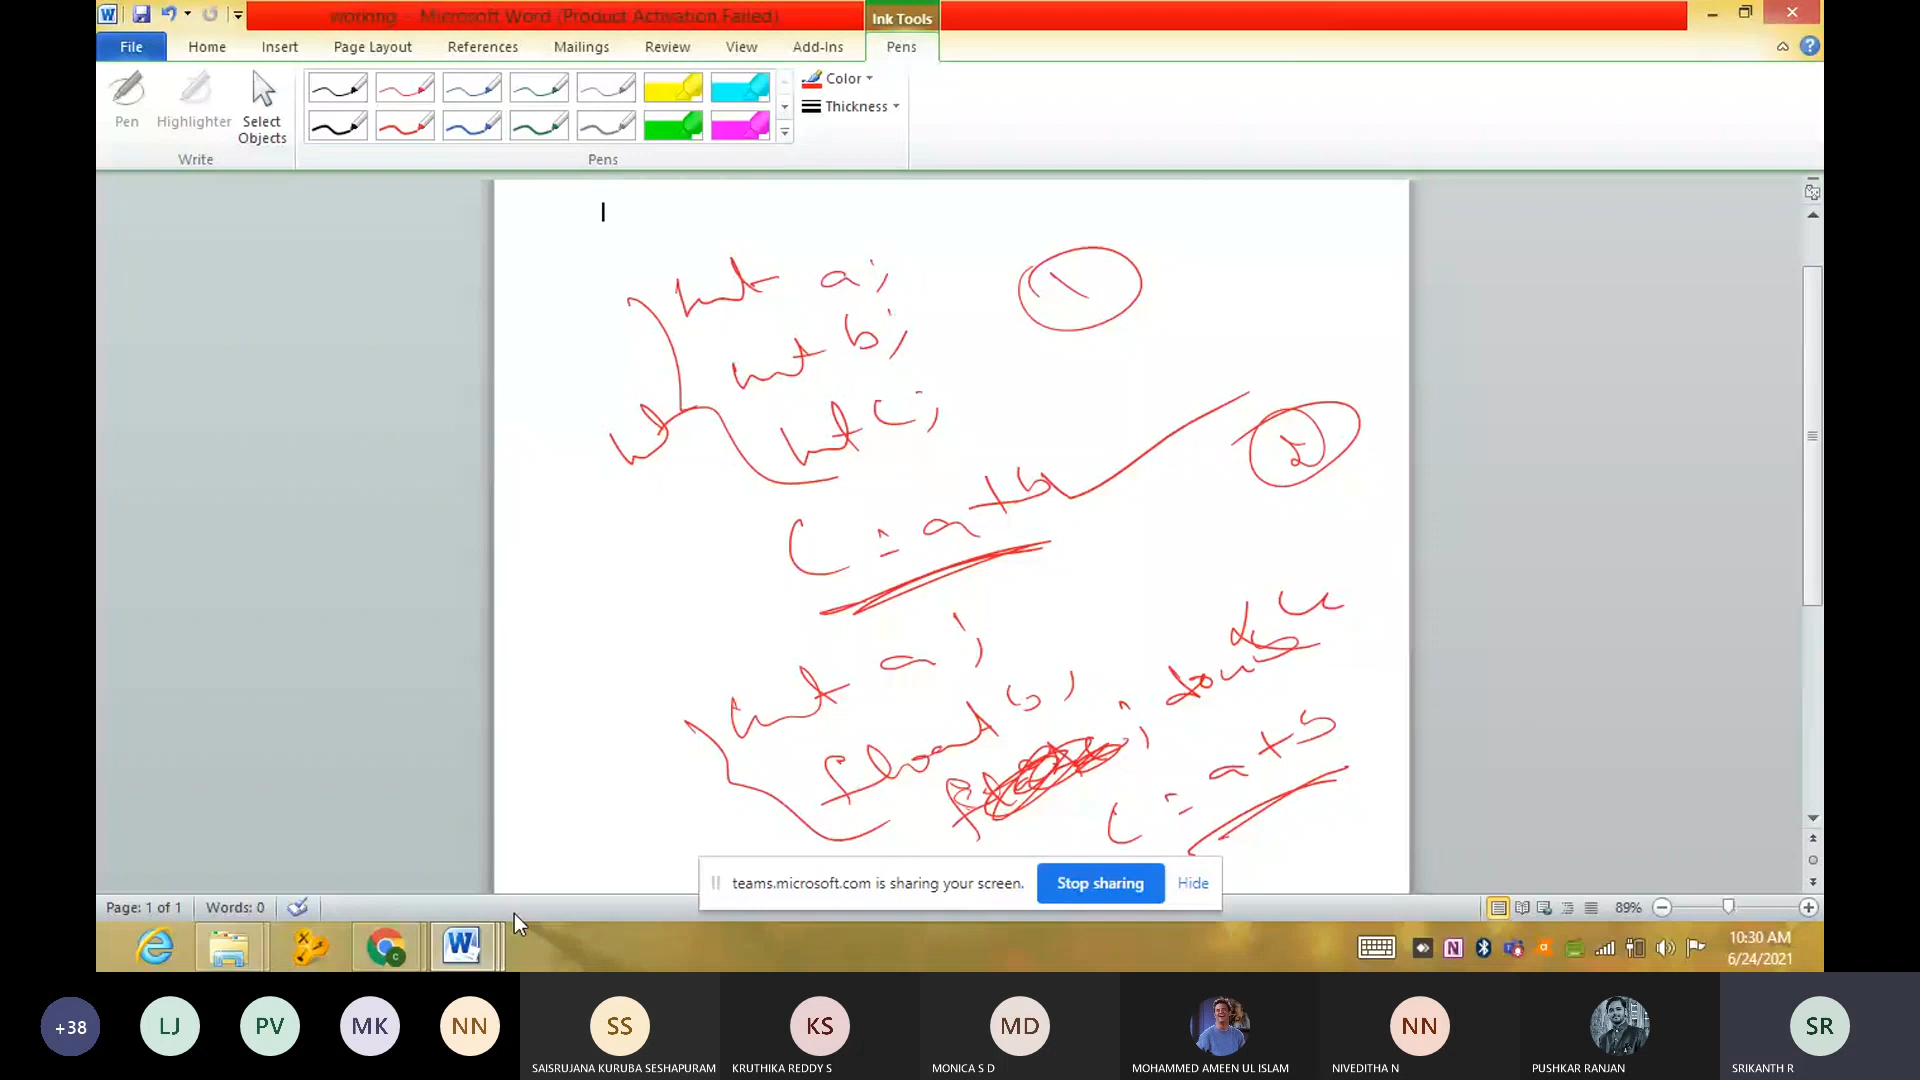 working - Microsoft Word (Product Activation Failed)
Ink Tools
File Home Insert Page Layout References Mailings Review View Add-Ins Pens
Pen Highlighter Select Objects
Color
Thickness
Write Pens
int a;
1
int b;
int c;
int
2
c = a+b
int a;
float b;
; double c
c = a+b
teams.microsoft.com is sharing your screen. Stop sharing Hide
Page: 1 of 1 Words: 0 89%
10:30 AM
6/24/2021
+38 LJ PV MK NN SS KS MD NN SR
SAISRUJANA KURUBA SESHAPURAM KRUTHIKA REDDY S MONICA S D MOHAMMED AMEEN UL ISLAM NIVEDITHA N PUSHKAR RANJAN SRIKANTH R